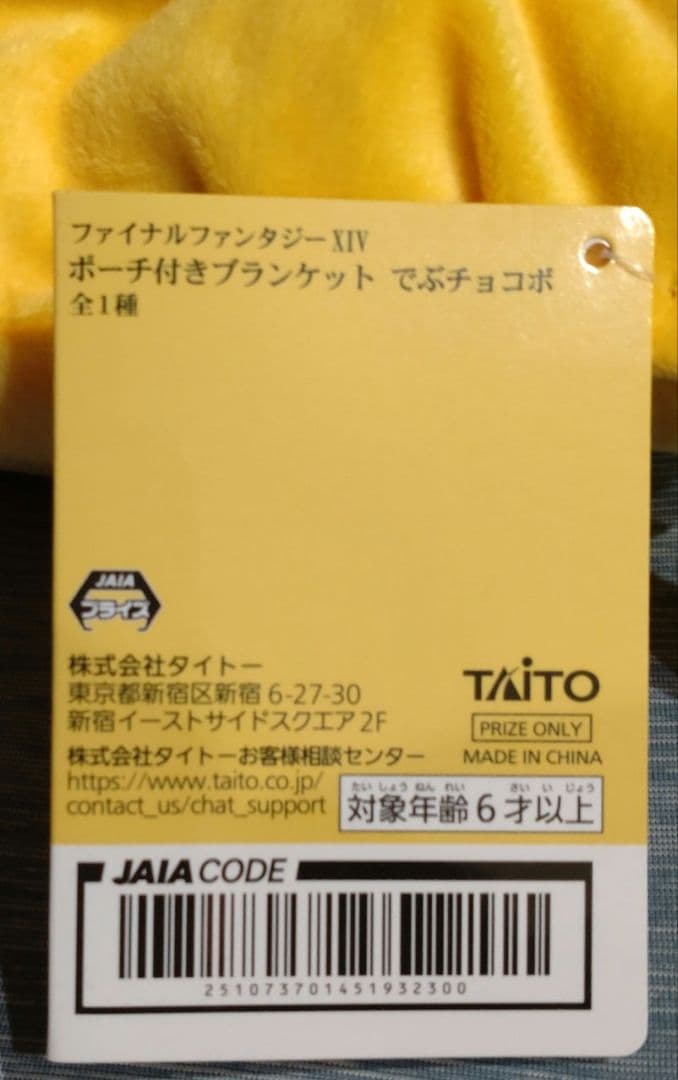 ファイナルファンタジーXIV
ポーチ付きブランケット でぶチョコボ
全1種
JAIA
プライズ
株式会社タイトー
東京都新宿区新宿 6-27-30
新宿イーストサイドスクエア 2F
株式会社タイトーお客様相談センター
https://www.taito.co.jp/
contact_us/chat_support
TAITO
PRIZE ONLY
MADE IN CHINA
たいしょうねんれい さいいじょう
対象年齢6才以上
JAIA CODE
251073701451932300